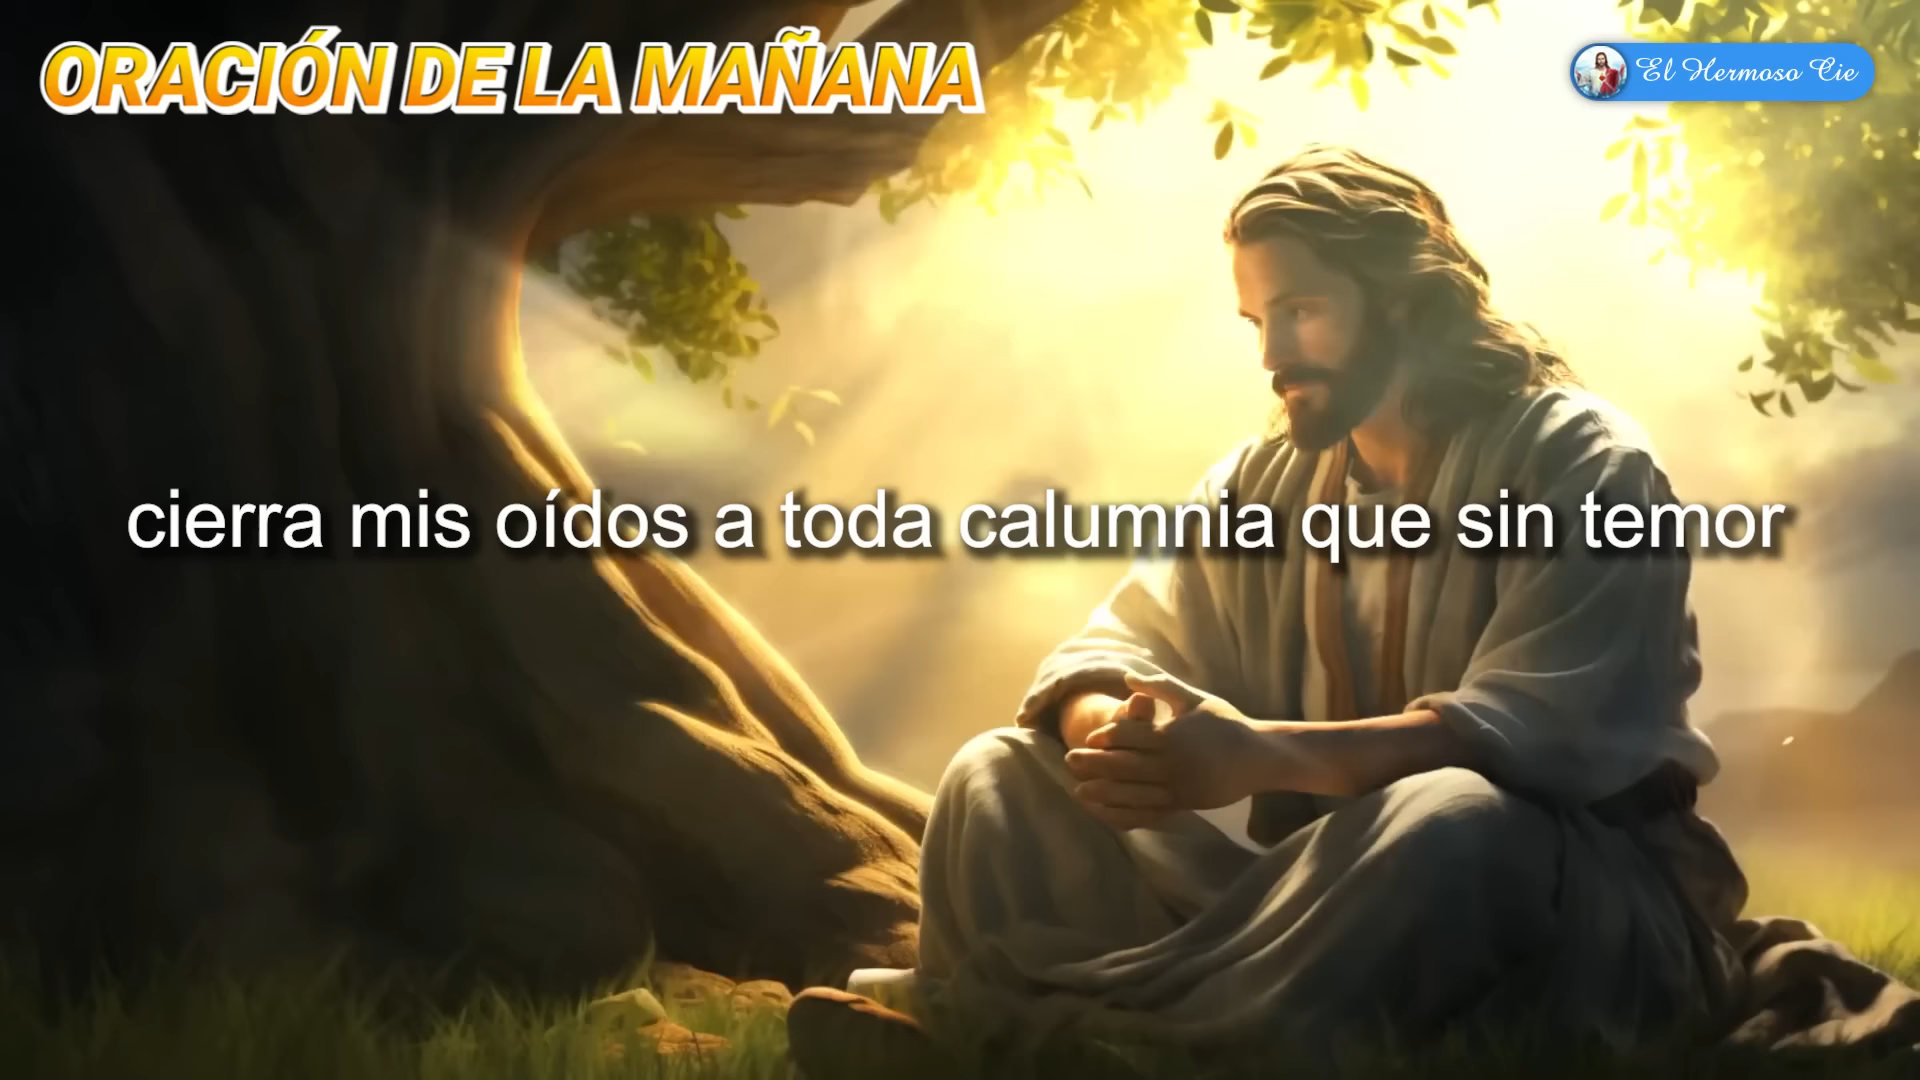 ORACIÓN DE LA MAÑANA
El Hermoso Cie
cierra mis oídos a toda calumnia que sin temor